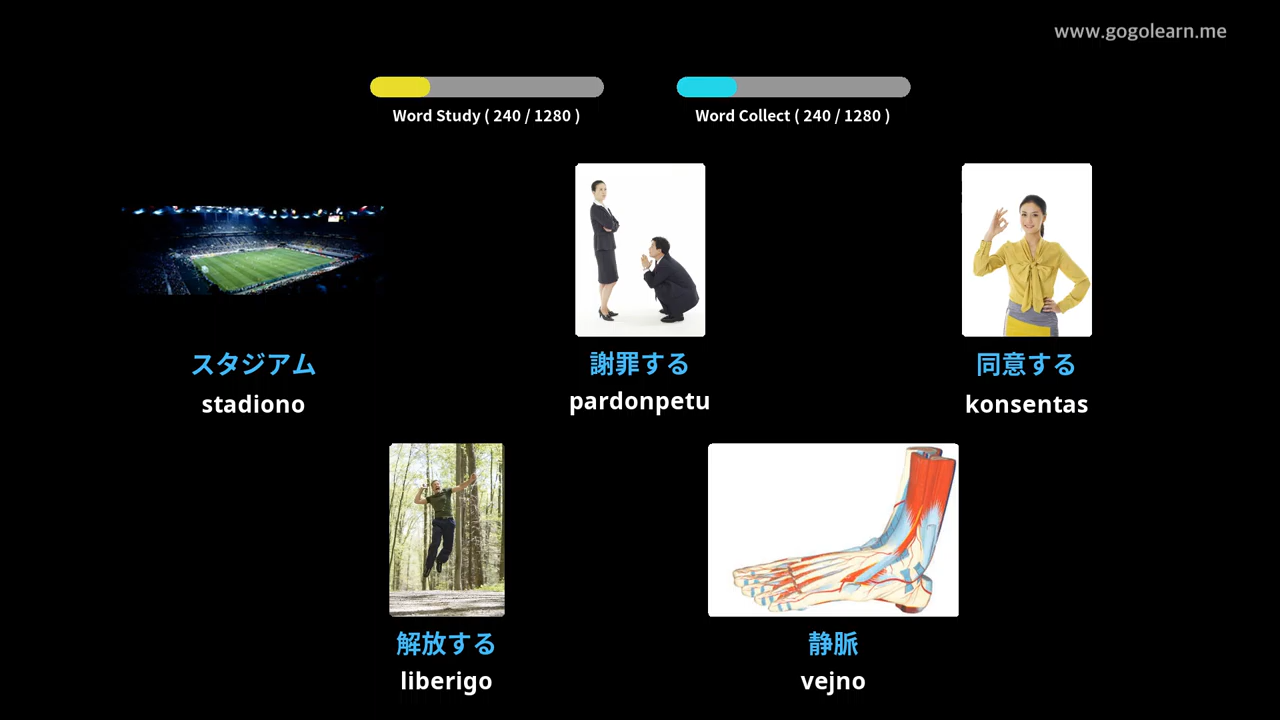 www.gogolearn.me
Word Study ( 240 / 1280 )
Word Collect ( 240 / 1280 )
スタジアム
stadiono
謝罪する
pardonpetu
同意する
konsentas
解放する
liberigo
静脈
vejno